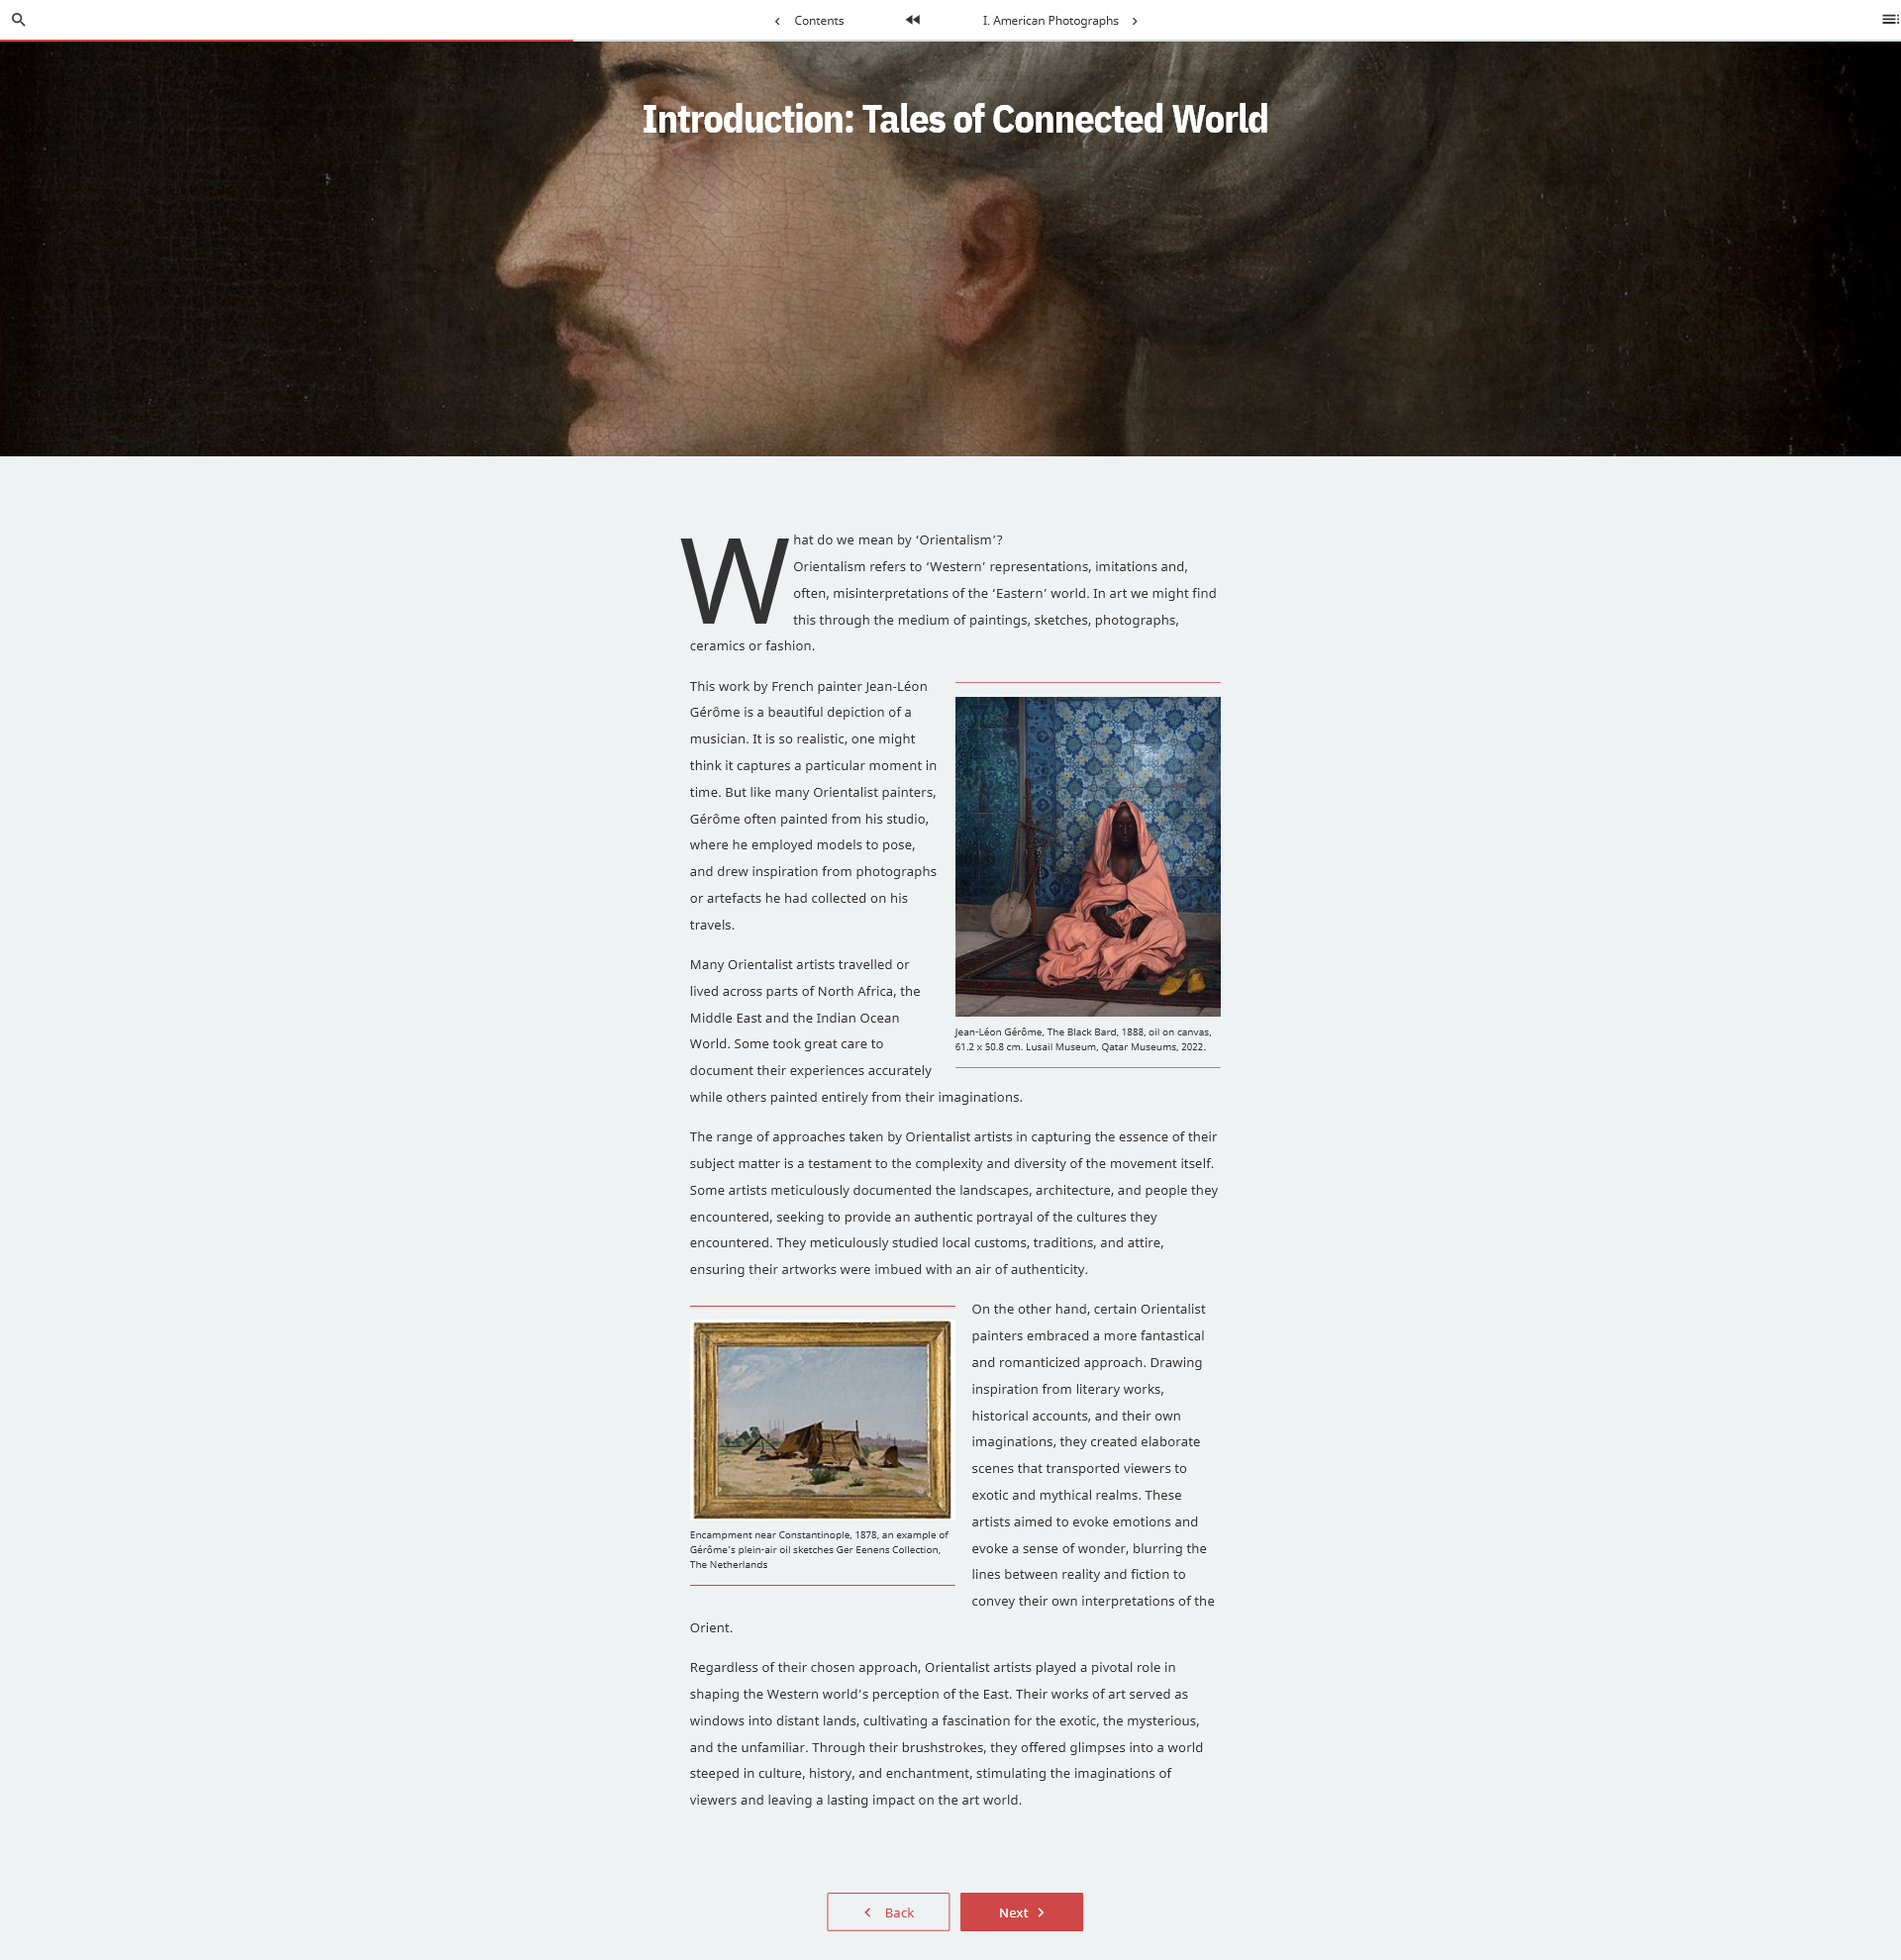 Contents
I. American Photographs
Introduction: Tales of Connected World
What do we mean by ‘Orientalism’?
Orientalism refers to ‘Western’ representations, imitations and,
often, misinterpretations of the ‘Eastern’ world. In art we might find
this through the medium of paintings, sketches, photographs,
ceramics or fashion.
This work by French painter Jean-Léon
Gérôme is a beautiful depiction of a
musician. It is so realistic, one might
think it captures a particular moment in
time. But like many Orientalist painters,
Gérôme often painted from his studio,
where he employed models to pose,
and drew inspiration from photographs
or artefacts he had collected on his
travels.
Jean-Léon Gérôme, The Black Bard, 1888, oil on canvas,
61.2 x 50.8 cm. Lusail Museum, Qatar Museums, 2022.
Many Orientalist artists travelled or
lived across parts of North Africa, the
Middle East and the Indian Ocean
World. Some took great care to
document their experiences accurately
while others painted entirely from their imaginations.
The range of approaches taken by Orientalist artists in capturing the essence of their
subject matter is a testament to the complexity and diversity of the movement itself.
Some artists meticulously documented the landscapes, architecture, and people they
encountered, seeking to provide an authentic portrayal of the cultures they
encountered. They meticulously studied local customs, traditions, and attire,
ensuring their artworks were imbued with an air of authenticity.
Encampment near Constantinople, 1878, an example of
Gérôme’s plein-air oil sketches Ger Eenens Collection,
The Netherlands
On the other hand, certain Orientalist
painters embraced a more fantastical
and romanticized approach. Drawing
inspiration from literary works,
historical accounts, and their own
imaginations, they created elaborate
scenes that transported viewers to
exotic and mythical realms. These
artists aimed to evoke emotions and
evoke a sense of wonder, blurring the
lines between reality and fiction to
convey their own interpretations of the
Orient.
Regardless of their chosen approach, Orientalist artists played a pivotal role in
shaping the Western world’s perception of the East. Their works of art served as
windows into distant lands, cultivating a fascination for the exotic, the mysterious,
and the unfamiliar. Through their brushstrokes, they offered glimpses into a world
steeped in culture, history, and enchantment, stimulating the imaginations of
viewers and leaving a lasting impact on the art world.
Back
Next